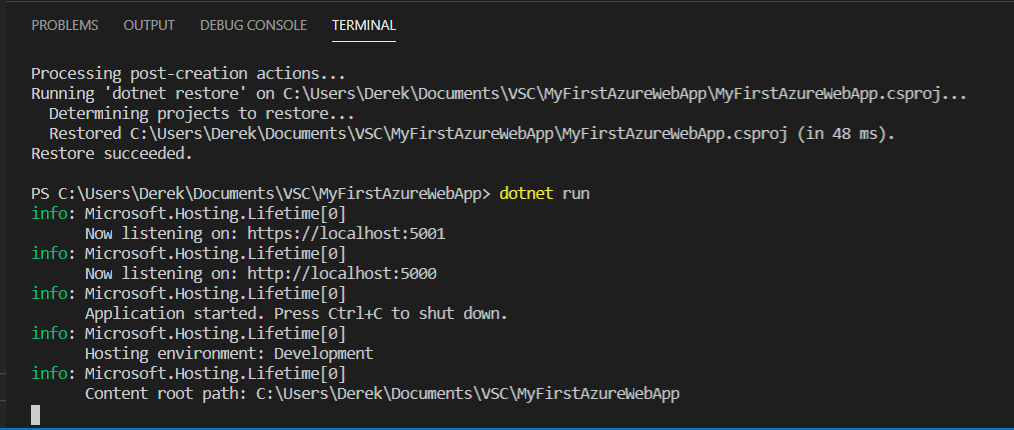 PROBLEMS OUTPUT DEBUG CONSOLE TERMINAL
Processing post-creation actions...
Running 'dotnet restore' on C:\Users\Derek\Documents\VSC\MyFirstAzureWebApp\MyFirstAzureWebApp.csproj...
  Determining projects to restore...
  Restored C:\Users\Derek\Documents\VSC\MyFirstAzureWebApp\MyFirstAzureWebApp.csproj (in 48 ms).
Restore succeeded.
PS C:\Users\Derek\Documents\VSC\MyFirstAzureWebApp> dotnet run
info: Microsoft.Hosting.Lifetime[0]
      Now listening on: https://localhost:5001
info: Microsoft.Hosting.Lifetime[0]
      Now listening on: http://localhost:5000
info: Microsoft.Hosting.Lifetime[0]
      Application started. Press Ctrl+C to shut down.
info: Microsoft.Hosting.Lifetime[0]
      Hosting environment: Development
info: Microsoft.Hosting.Lifetime[0]
      Content root path: C:\Users\Derek\Documents\VSC\MyFirstAzureWebApp